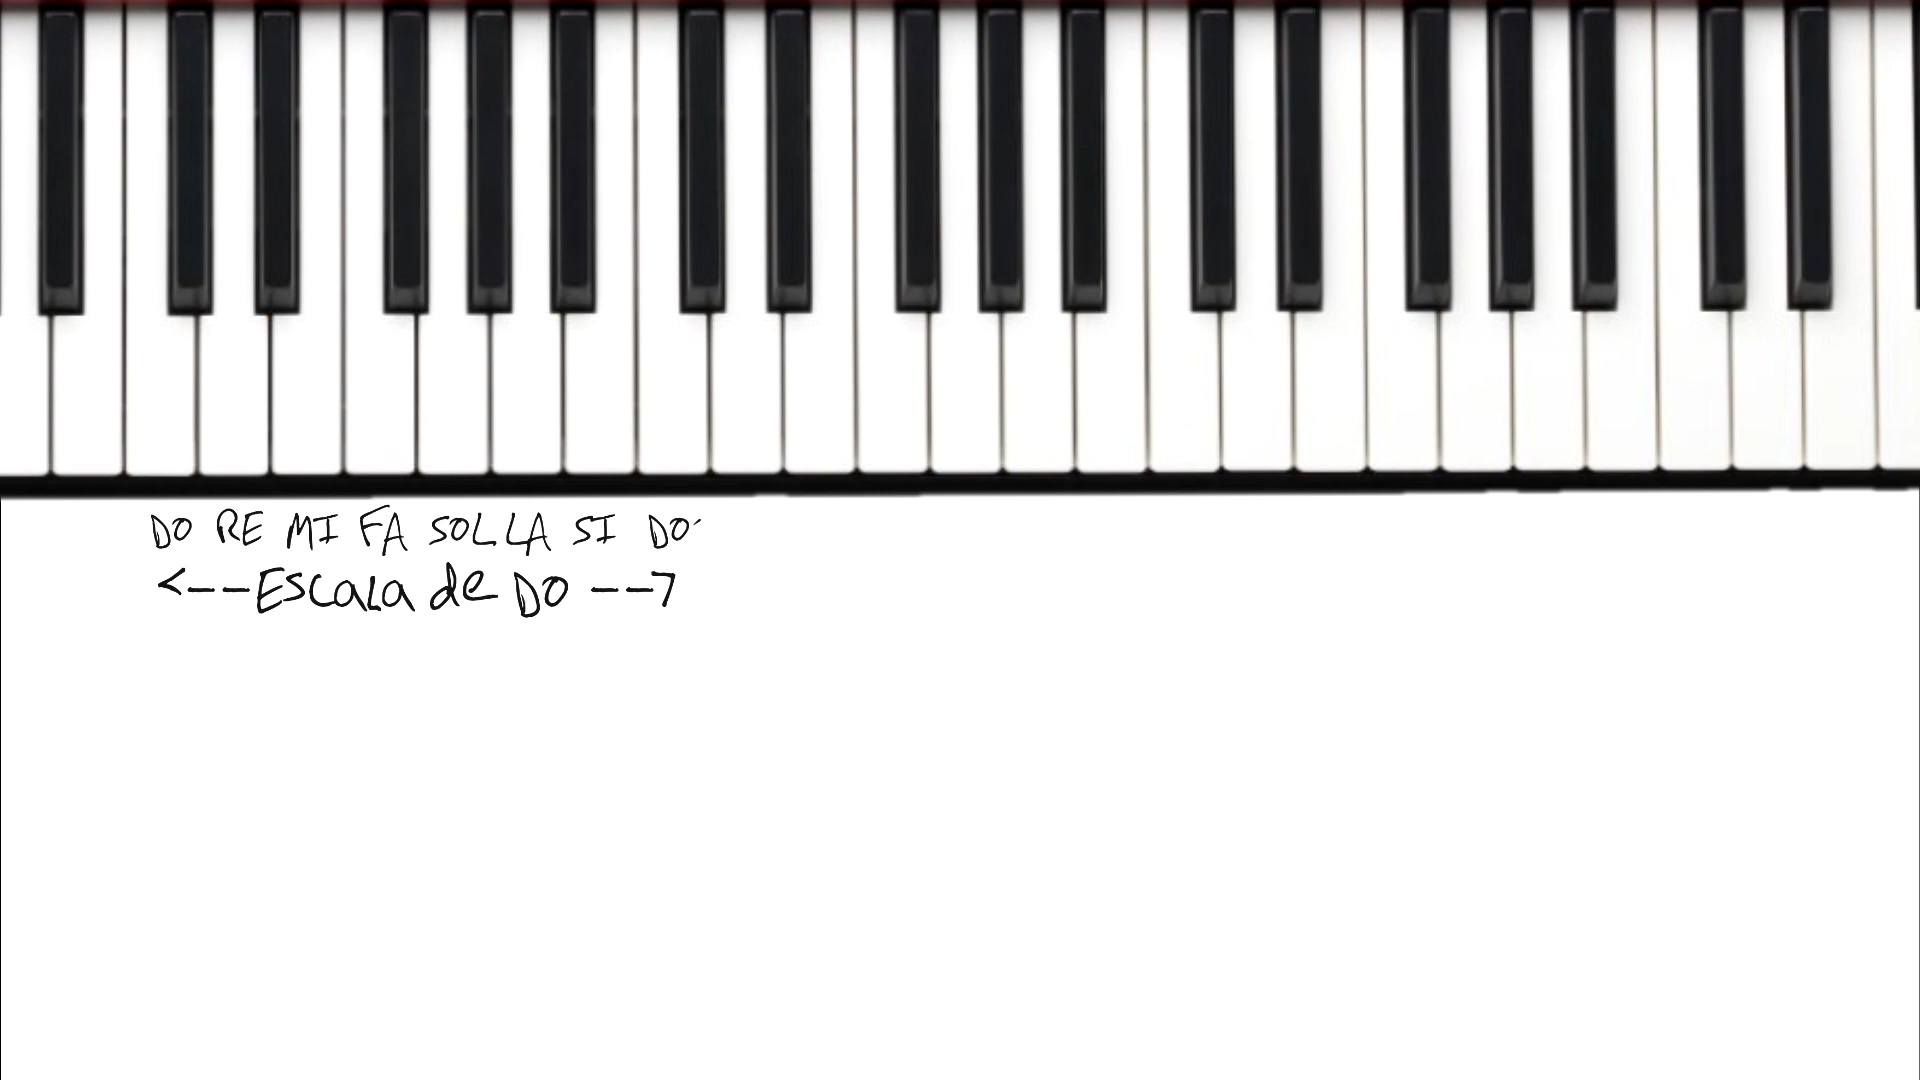 DO RE MI FA SOL LA SI DO´
<--Escala de DO -->